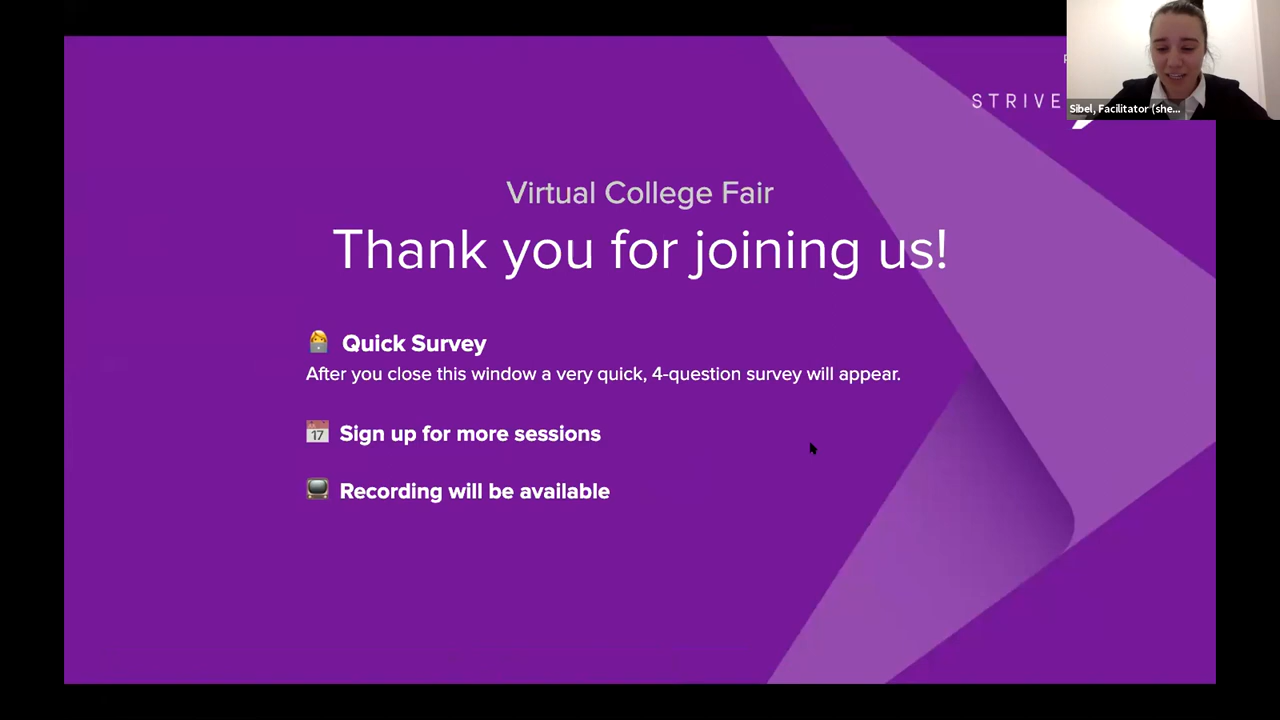 STRIVE
Sibel, Facilitator (she...
Virtual College Fair
Thank you for joining us!
Quick Survey
After you close this window a very quick, 4-question survey will appear.
17 Sign up for more sessions
Recording will be available